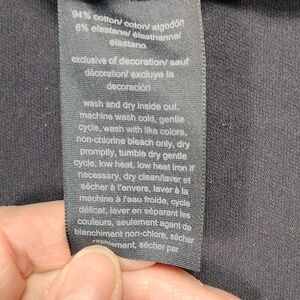 94% cotton/ coton/ algodón
6% elastane/ élasthanne/
elastano
exclusive of decoration/ sauf
décoration/ excluye la
decoración
wash and dry inside out,
machine wash cold, gentle
cycle, wash with like colors,
non-chlorine bleach only, dry
promptly, tumble dry gentle
cycle, low heat, low heat iron if
necessary, dry clean/laver et
sécher à l'envers, laver à la
machine à l'eau froide, cycle
délicat, laver en séparant les
couleurs, seulement agent de
blanchiment non-chlore, sécher
rapidement, sécher par